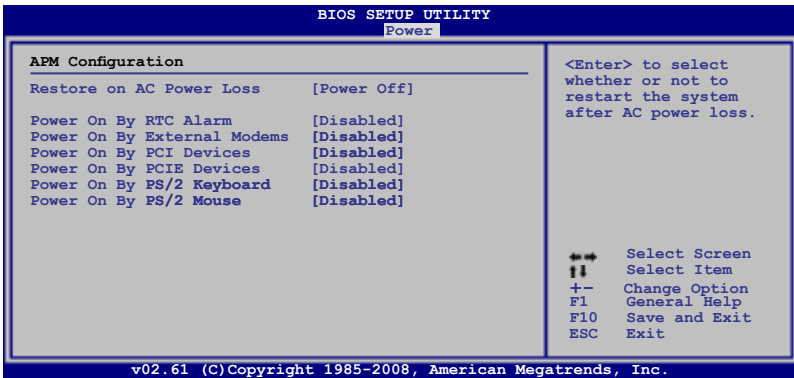 BIOS SETUP UTILITY
Power
APM Configuration
Restore on AC Power Loss [Power Off]
Power On By RTC Alarm [Disabled]
Power On By External Modems [Disabled]
Power On By PCI Devices [Disabled]
Power On By PCIE Devices [Disabled]
Power On By PS/2 Keyboard [Disabled]
Power On By PS/2 Mouse [Disabled]
<Enter> to select
whether or not to
restart the system
after AC power loss.
←→ Select Screen
↑↓ Select Item
+- Change Option
F1 General Help
F10 Save and Exit
ESC Exit
v02.61 (C)Copyright 1985-2008, American Megatrends, Inc.